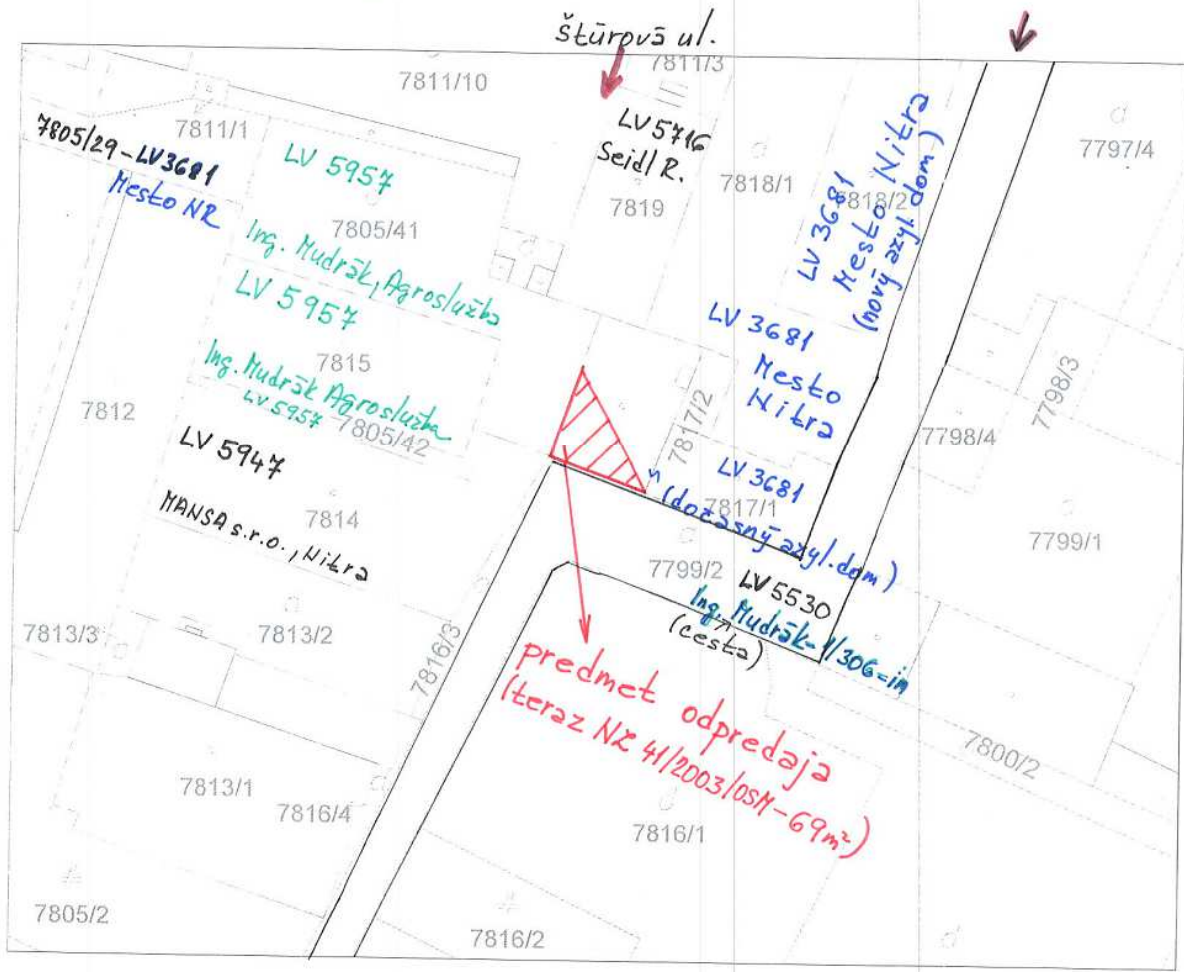 štúrová ul.
7811/10
7811/3
7811/1
7805/29-LV3681
Mesto NR
LV 5957
7805/41
Ing. Mudrák, Agroslužba
LV 5716
Seidl R.
7819
7818/1
7818/2
LV 3681
Mesto Nitra
(nový azyl. dom)
7797/4
LV 5957
7815
Ing. Mudrák Agroslužba
LV 5957
7805/42
7812
LV 3681
Mesto
Nitra
7817/2
7798/3
7798/4
LV 5947
7814
MANSA s.r.o., Nitra
LV 3681
7817/1
(dočasný azyl. dom)
7799/1
7799/2
LV 5530
Ing. Mudrák-1/306-in
(cesta)
7813/3
7813/2
7816/3
predmet odpredaja
(teraz NZ 41/2003/OSM-69m²)
7800/2
7813/1
7816/4
7816/1
7805/2
7816/2